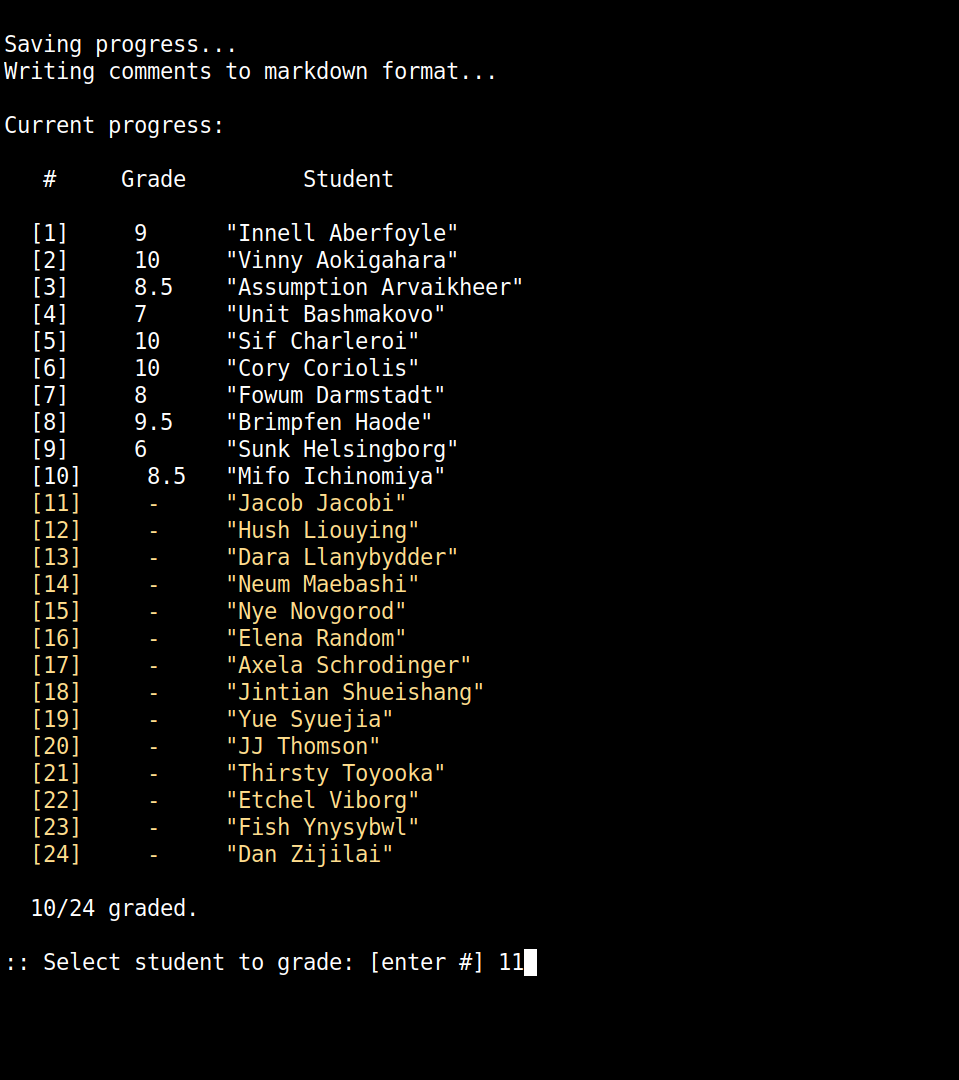 Saving progress...
Writing comments to markdown format...
Current progress:
# Grade Student
[1] 9 "Innell Aberfoyle"
[2] 10 "Vinny Aokigahara"
[3] 8.5 "Assumption Arvaikheer"
[4] 7 "Unit Bashmakovo"
[5] 10 "Sif Charleroi"
[6] 10 "Cory Coriolis"
[7] 8 "Fowum Darmstadt"
[8] 9.5 "Brimpfen Haode"
[9] 6 "Sunk Helsingborg"
[10] 8.5 "Mifo Ichinomiya"
[11] - "Jacob Jacobi"
[12] - "Hush Liouying"
[13] - "Dara Llanybydder"
[14] - "Neum Maebashi"
[15] - "Nye Novgorod"
[16] - "Elena Random"
[17] - "Axela Schrodinger"
[18] - "Jintian Shueishang"
[19] - "Yue Syuejia"
[20] - "JJ Thomson"
[21] - "Thirsty Toyooka"
[22] - "Etchel Viborg"
[23] - "Fish Ynysybwl"
[24] - "Dan Zijilai"
10/24 graded.
:: Select student to grade: [enter #] 11